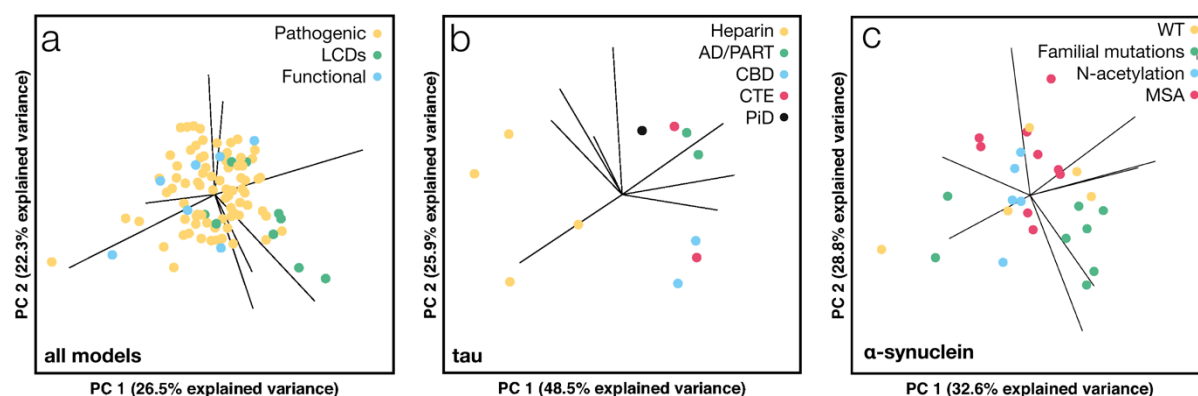 a
Pathogenic
LCDs
Functional
all models
PC 1 (26.5% explained variance)
PC 2 (22.3% explained variance)
b
Heparin
AD/PART
CBD
CTE
PiD
tau
PC 1 (48.5% explained variance)
PC 2 (25.9% explained variance)
c
WT
Familial mutations
N-acetylation
MSA
α-synuclein
PC 1 (32.6% explained variance)
PC 2 (28.8% explained variance)